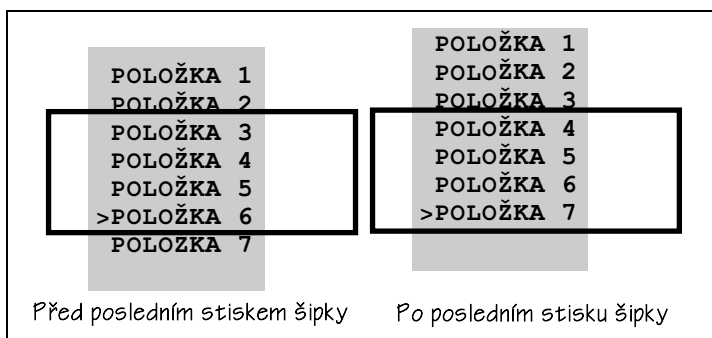 POLOŽKA 1
POLOŽKA 2
POLOŽKA 3
POLOŽKA 4
POLOŽKA 5
>POLOŽKA 6
POLOŽKA 7
Před posledním stiskem šipky
POLOŽKA 1
POLOŽKA 2
POLOŽKA 3
POLOŽKA 4
POLOŽKA 5
POLOŽKA 6
>POLOŽKA 7
Po posledním stisku šipky